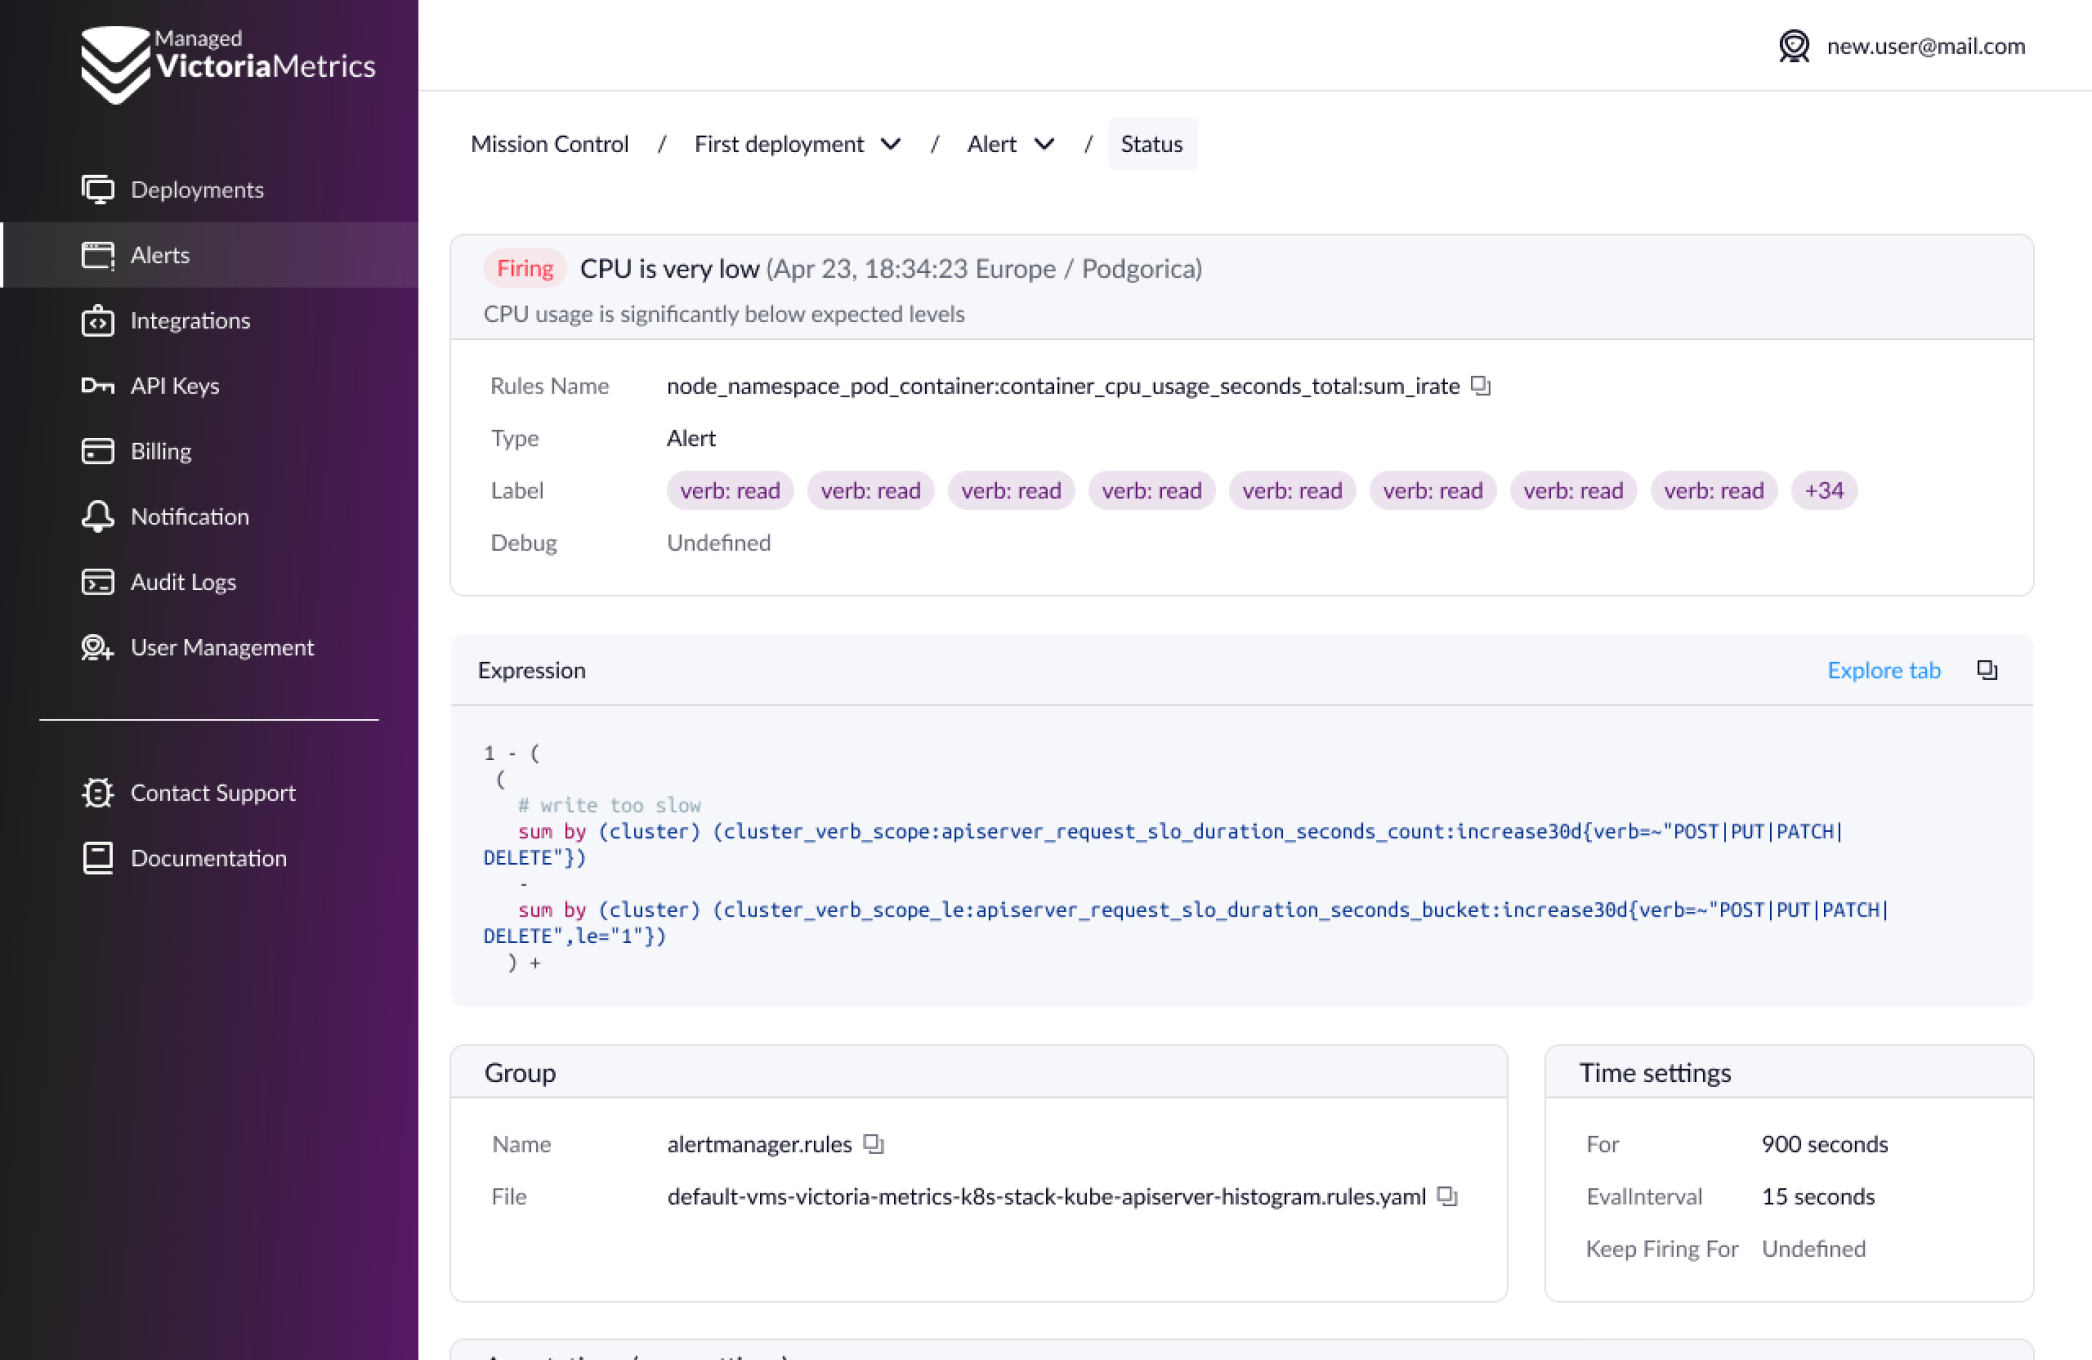 Managed
VictoriaMetrics
new.user@mail.com
Mission Control / First deployment / Alert / Status
Deployments
Alerts
Integrations
API Keys
Billing
Notification
Audit Logs
User Management
Contact Support
Documentation
Firing CPU is very low (Apr 23, 18:34:23 Europe / Podgorica)
CPU usage is significantly below expected levels
Rules Name node_namespace_pod_container:container_cpu_usage_seconds_total:sum_irate
Type Alert
Label verb: read verb: read verb: read verb: read verb: read verb: read verb: read verb: read +34
Debug Undefined
Expression Explore tab
1 - (
(
# write too slow
sum by (cluster) (cluster_verb_scope:apiserver_request_slo_duration_seconds_count:increase30d{verb=~"POST|PUT|PATCH|
DELETE"})
-
sum by (cluster) (cluster_verb_scope_le:apiserver_request_slo_duration_seconds_bucket:increase30d{verb=~"POST|PUT|PATCH|
DELETE",le="1"})
) +
Group
Name alertmanager.rules
File default-vms-victoria-metrics-k8s-stack-kube-apiserver-histogram.rules.yaml
Time settings
For 900 seconds
EvalInterval 15 seconds
Keep Firing For Undefined